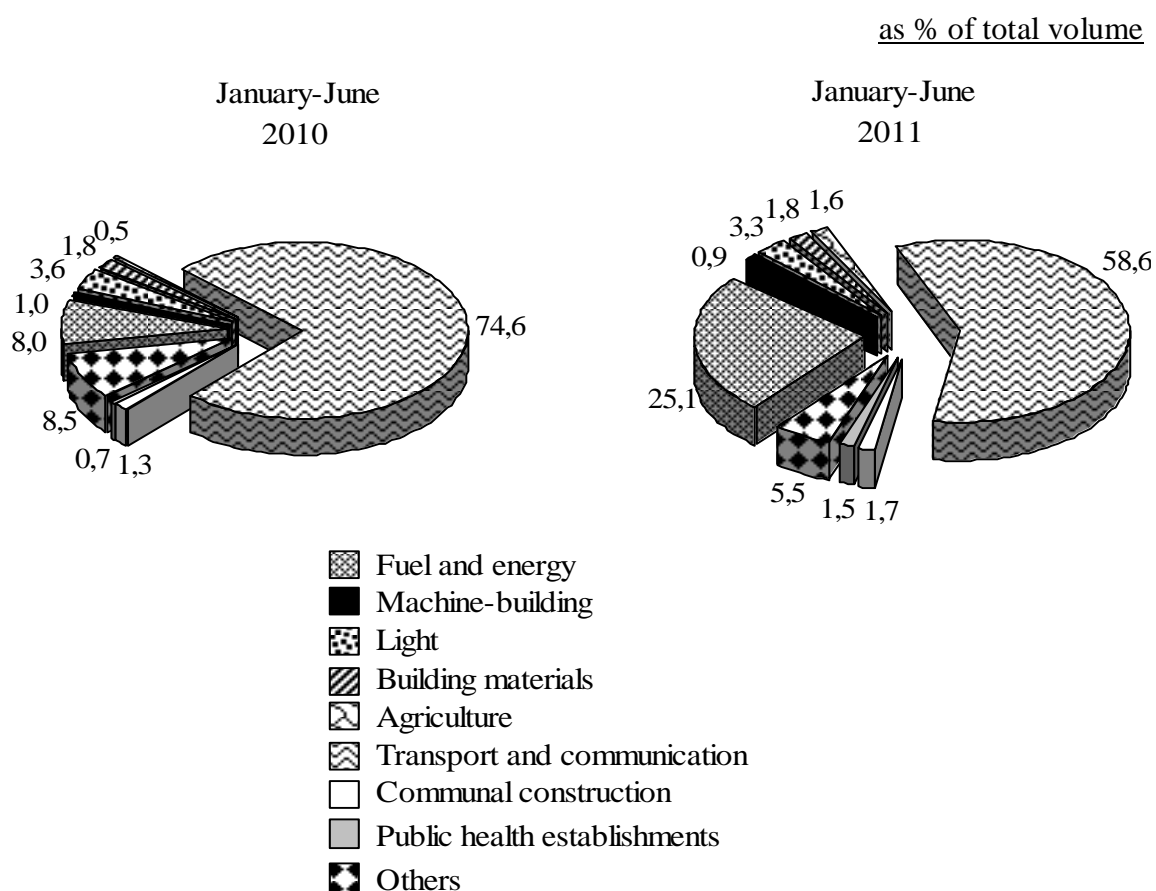 as % of total volume
January-June
2010
January-June
2011
0,5
1,8
3,6
1,0
8,0
8,5
0,7
1,3
74,6
1,6
1,8
3,3
0,9
25,1
5,5
1,5
1,7
58,6
Fuel and energy
Machine-building
Light
Building materials
Agriculture
Transport and communication
Communal construction
Public health establishments
Others